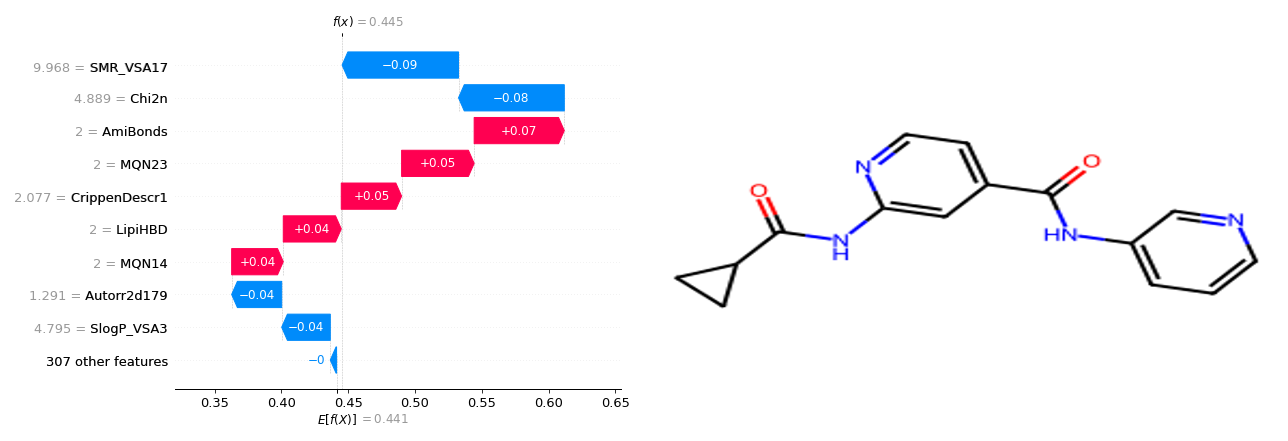 f(x) = 0.445
9.968 = SMR_VSA17
−0.09
4.889 = Chi2n
−0.08
2 = AmiBonds
+0.07
2 = MQN23
+0.05
2.077 = CrippenDescr1
+0.05
2 = LipiHBD
+0.04
2 = MQN14
+0.04
1.291 = Autorr2d179
−0.04
4.795 = SlogP_VSA3
−0.04
307 other features
−0
0.35 0.40 0.45 0.50 0.55 0.60 0.65
E[f(X)] = 0.441
O
N
O
N
H
HN
N